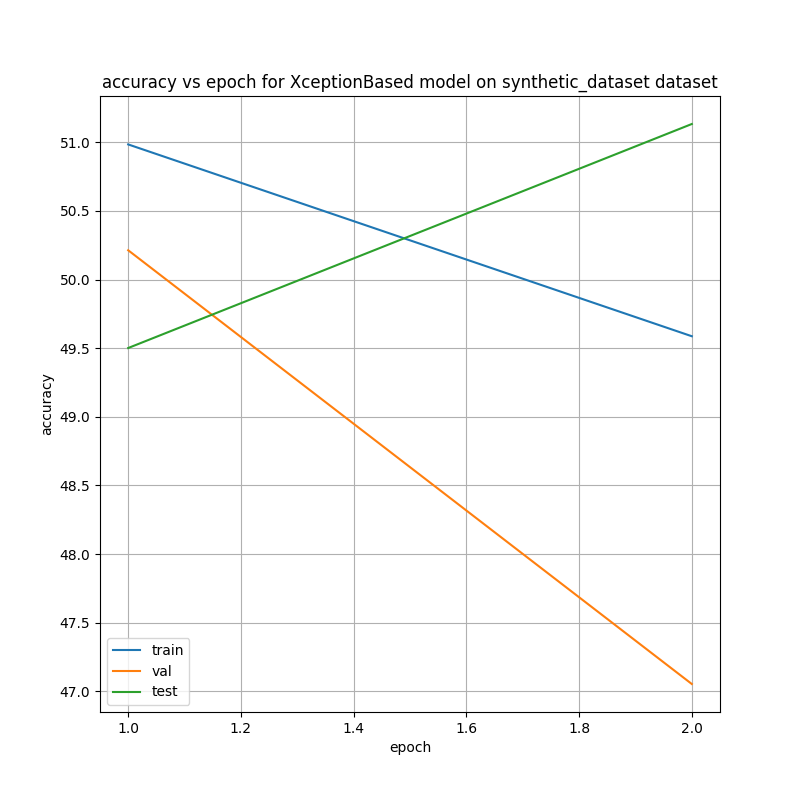 accuracy vs epoch for XceptionBased model on synthetic_dataset dataset
accuracy
51.0
50.5
50.0
49.5
49.0
48.5
48.0
47.5
47.0
train
val
test
1.0 1.2 1.4 1.6 1.8 2.0
epoch